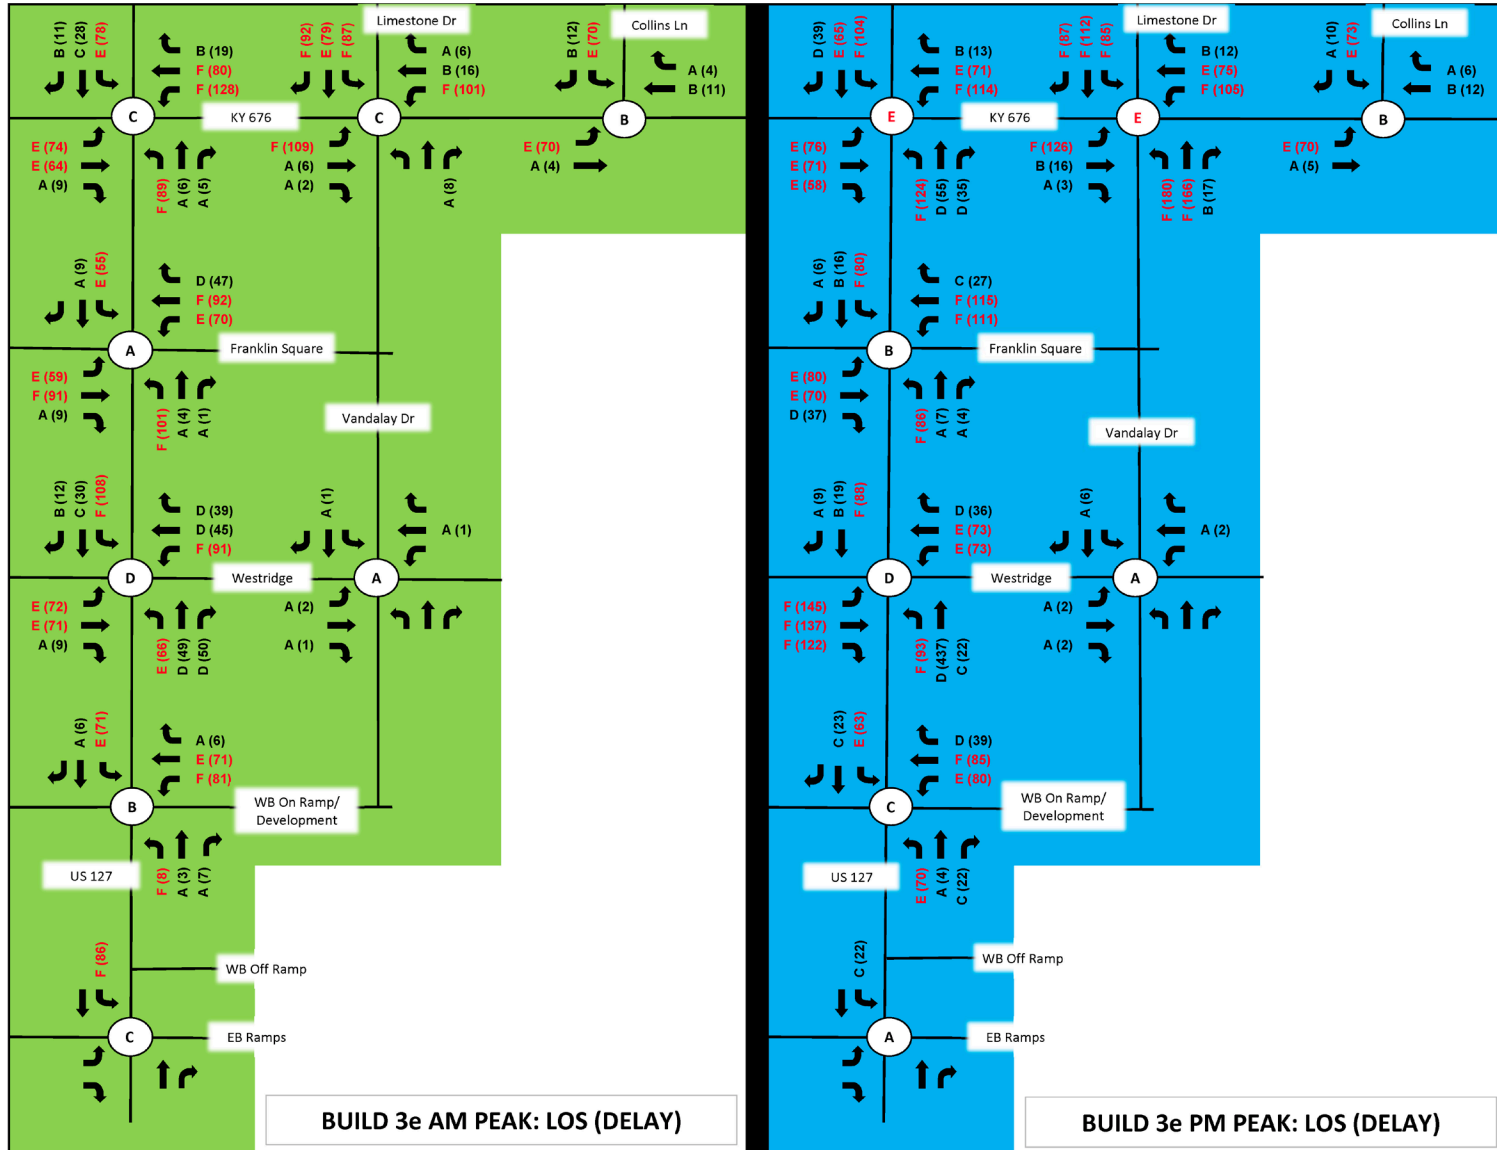 B (11)
C (28)
E (78)
B (19)
F (80)
F (128)
C
KY 676
E (74)
E (64)
A (9)
F (89)
A (6)
A (5)
Limestone Dr
F (92)
E (79)
F (87)
A (6)
B (16)
F (101)
C
F (109)
A (6)
A (2)
A (8)
Collins Ln
B (12)
E (70)
A (4)
B (11)
B
E (70)
A (4)
A (9)
E (55)
D (47)
F (92)
E (70)
A
Franklin Square
E (59)
F (91)
A (9)
F (101)
A (4)
A (1)
Vandalay Dr
B (12)
C (30)
F (108)
D (39)
D (45)
F (91)
D
Westridge
E (72)
E (71)
A (9)
E (66)
D (49)
D (50)
A (1)
A (1)
A
A (2)
A (1)
A (6)
E (71)
A (6)
E (71)
F (81)
B
WB On Ramp/
Development
US 127
F (8)
A (3)
A (7)
F (86)
WB Off Ramp
C
EB Ramps
BUILD 3e AM PEAK: LOS (DELAY)
D (39)
E (65)
F (104)
B (13)
E (71)
F (114)
E
KY 676
E (76)
E (71)
E (58)
F (124)
D (55)
D (35)
Limestone Dr
F (87)
F (112)
F (85)
B (12)
E (75)
F (105)
E
F (126)
B (16)
A (3)
F (180)
F (166)
B (17)
Collins Ln
A (10)
E (73)
A (6)
B (12)
B
E (70)
A (5)
A (6)
B (16)
F (80)
C (27)
F (115)
F (111)
B
Franklin Square
E (80)
E (70)
D (37)
F (86)
A (7)
A (4)
Vandalay Dr
A (9)
B (19)
F (88)
D (36)
E (73)
E (73)
D
Westridge
F (145)
F (137)
F (122)
F (93)
D (437)
C (22)
A (6)
A (2)
A
A (2)
A (2)
C (23)
E (63)
D (39)
F (85)
E (80)
C
WB On Ramp/
Development
US 127
E (70)
A (4)
C (22)
C (22)
WB Off Ramp
A
EB Ramps
BUILD 3e PM PEAK: LOS (DELAY)